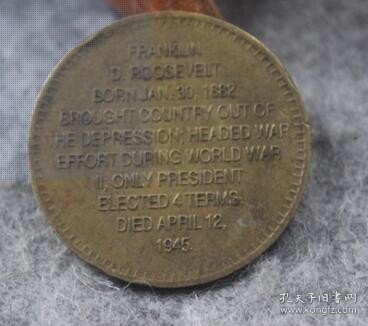 FRANKLIN
D. ROOSEVELT
BORN JAN. 30, 1882
BROUGHT COUNTRY OUT OF
THE DEPRESSION; HEADED WAR
EFFORT DURING WORLD WAR
II; ONLY PRESIDENT
ELECTED 4 TERMS.
DIED APRIL 12,
1945.
孔夫子旧书网
www.kongfz.com